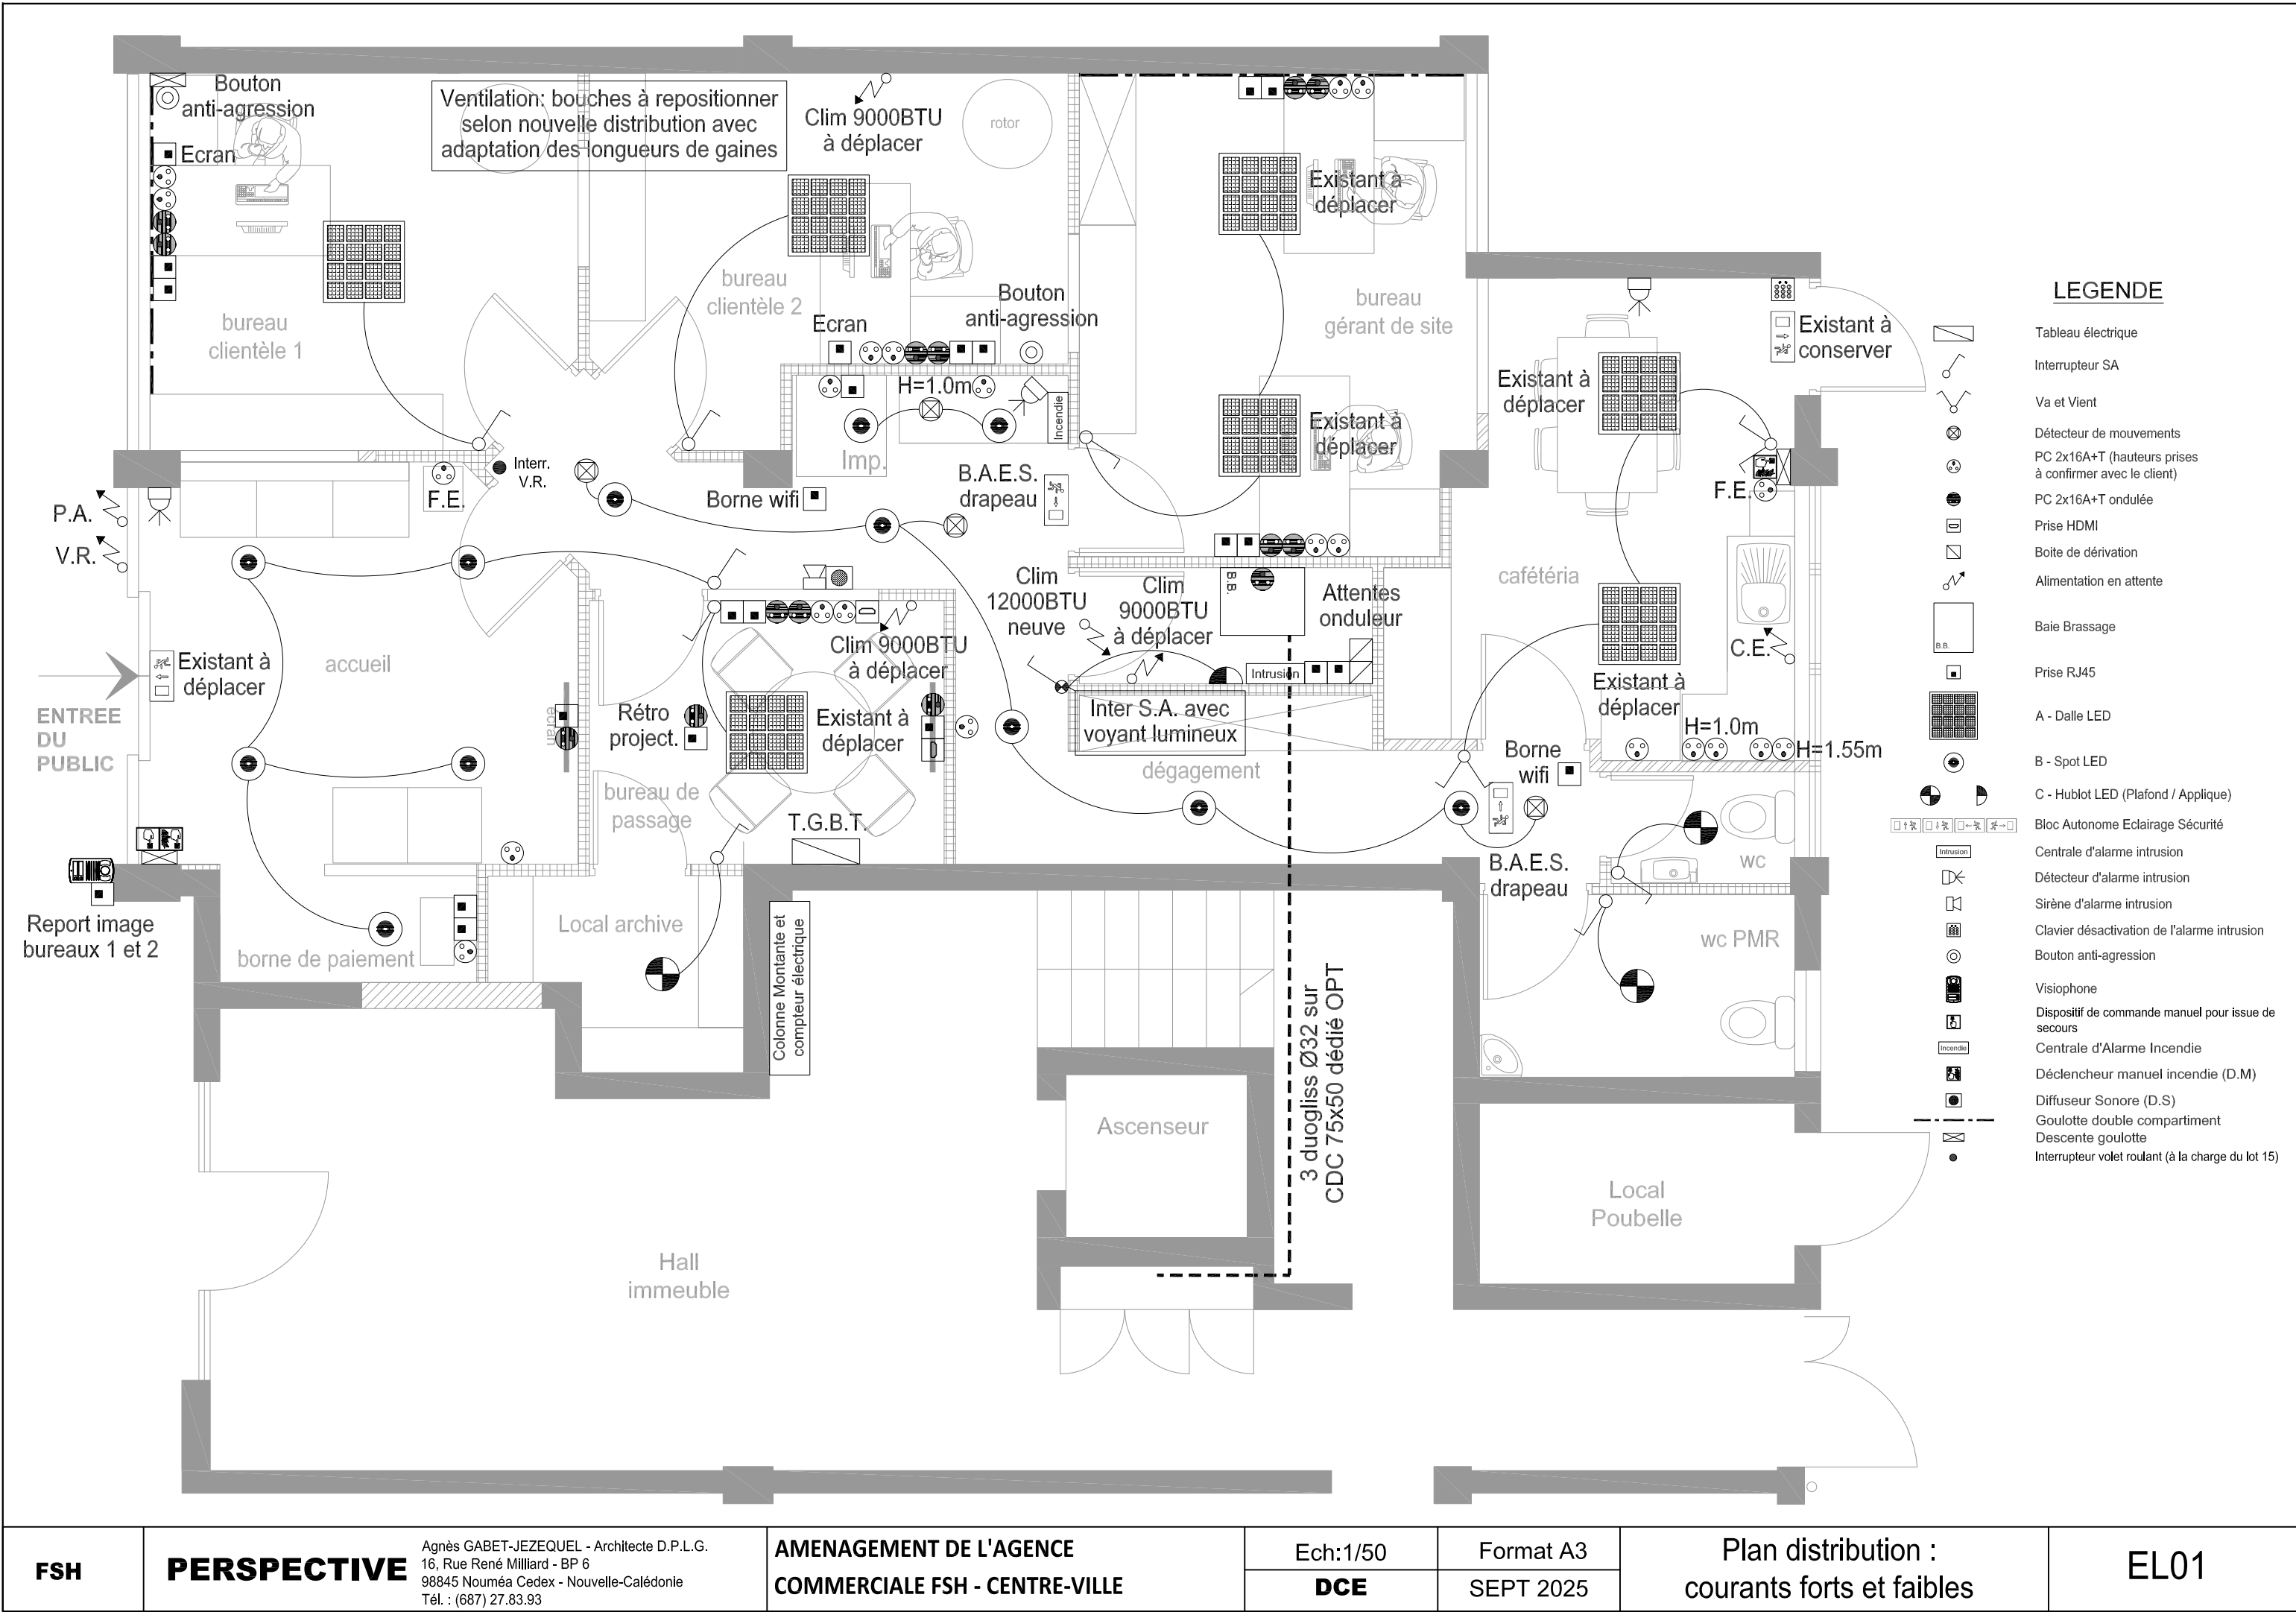 Bouton
anti-agression
Ecran
bureau
clientèle 1
Ventilation: bouches à repositionner
selon nouvelle distribution avec
adaptation des longueurs de gaines
Clim 9000BTU
à déplacer
rotor
bureau
clientèle 2
Ecran
Bouton
anti-agression
H=1.0m
Incendie
Imp.
Existant à
déplacer
bureau
gérant de site
Existant à
déplacer
Existant à
conserver
Existant à
déplacer
F.E.
cafétéria
C.E.
Existant à
déplacer
H=1.0m
H=1.55m
P.A.
V.R.
F.E.
Interr.
V.R.
Borne wifi
B.A.E.S.
drapeau
Existant à
déplacer
ENTREE
DU
PUBLIC
accueil
écran
Rétro
project.
Clim 9000BTU
à déplacer
Existant à
déplacer
bureau de
passage
T.G.B.T.
Clim
12000BTU
neuve
Clim
9000BTU
à déplacer
B.B.
Attentes
onduleur
Intrusion
Inter S.A. avec
voyant lumineux
dégagement
Borne
wifi
B.A.E.S.
drapeau
wc
wc PMR
Report image
bureaux 1 et 2
borne de paiement
Local archive
Colonne Montante et
compteur électrique
3 duogliss Ø32 sur
CDC 75x50 dédié OPT
Ascenseur
Hall
immeuble
Local
Poubelle
LEGENDE
Tableau électrique
Interrupteur SA
Va et Vient
Détecteur de mouvements
PC 2x16A+T (hauteurs prises
à confirmer avec le client)
PC 2x16A+T ondulée
Prise HDMI
Boite de dérivation
Alimentation en attente
B.B.
Baie Brassage
Prise RJ45
A - Dalle LED
B - Spot LED
C - Hublot LED (Plafond / Applique)
Bloc Autonome Eclairage Sécurité
Intrusion
Centrale d'alarme intrusion
Détecteur d'alarme intrusion
Sirène d'alarme intrusion
Clavier désactivation de l'alarme intrusion
Bouton anti-agression
Visiophone
Dispositif de commande manuel pour issue de
secours
Incendie
Centrale d'Alarme Incendie
Déclencheur manuel incendie (D.M)
Diffuseur Sonore (D.S)
Goulotte double compartiment
Descente goulotte
Interrupteur volet roulant (à la charge du lot 15)
FSH
PERSPECTIVE
Agnès GABET-JEZEQUEL - Architecte D.P.L.G.
16, Rue René Milliard - BP 6
98845 Nouméa Cedex - Nouvelle-Calédonie
Tél. : (687) 27.83.93
AMENAGEMENT DE L'AGENCE
COMMERCIALE FSH - CENTRE-VILLE
Ech:1/50
DCE
Format A3
SEPT 2025
Plan distribution :
courants forts et faibles
EL01